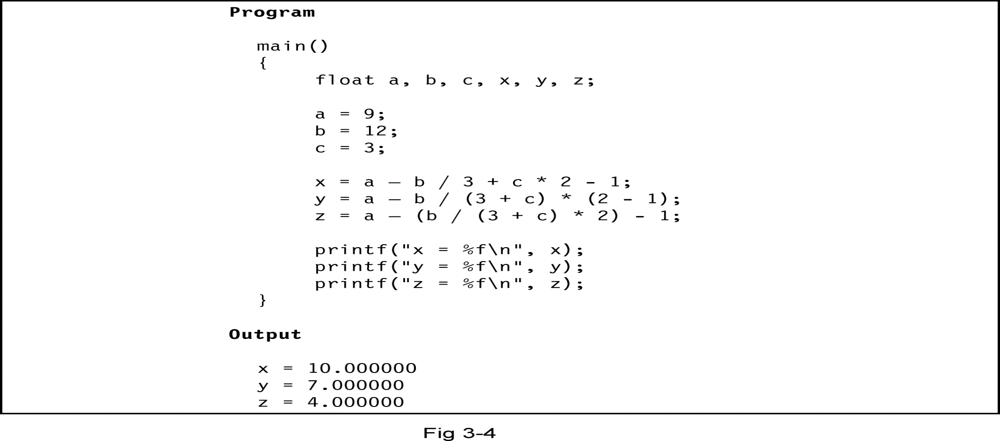 Program
main()
{
float a, b, c, x, y, z;
a = 9;
b = 12;
c = 3;
x = a – b / 3 + c * 2 - 1;
y = a – b / (3 + c) * (2 - 1);
z = a – (b / (3 + c) * 2) - 1;
printf("x = %f\n", x);
printf("y = %f\n", y);
printf("z = %f\n", z);
}
Output
x = 10.000000
y = 7.000000
z = 4.000000
Fig 3-4